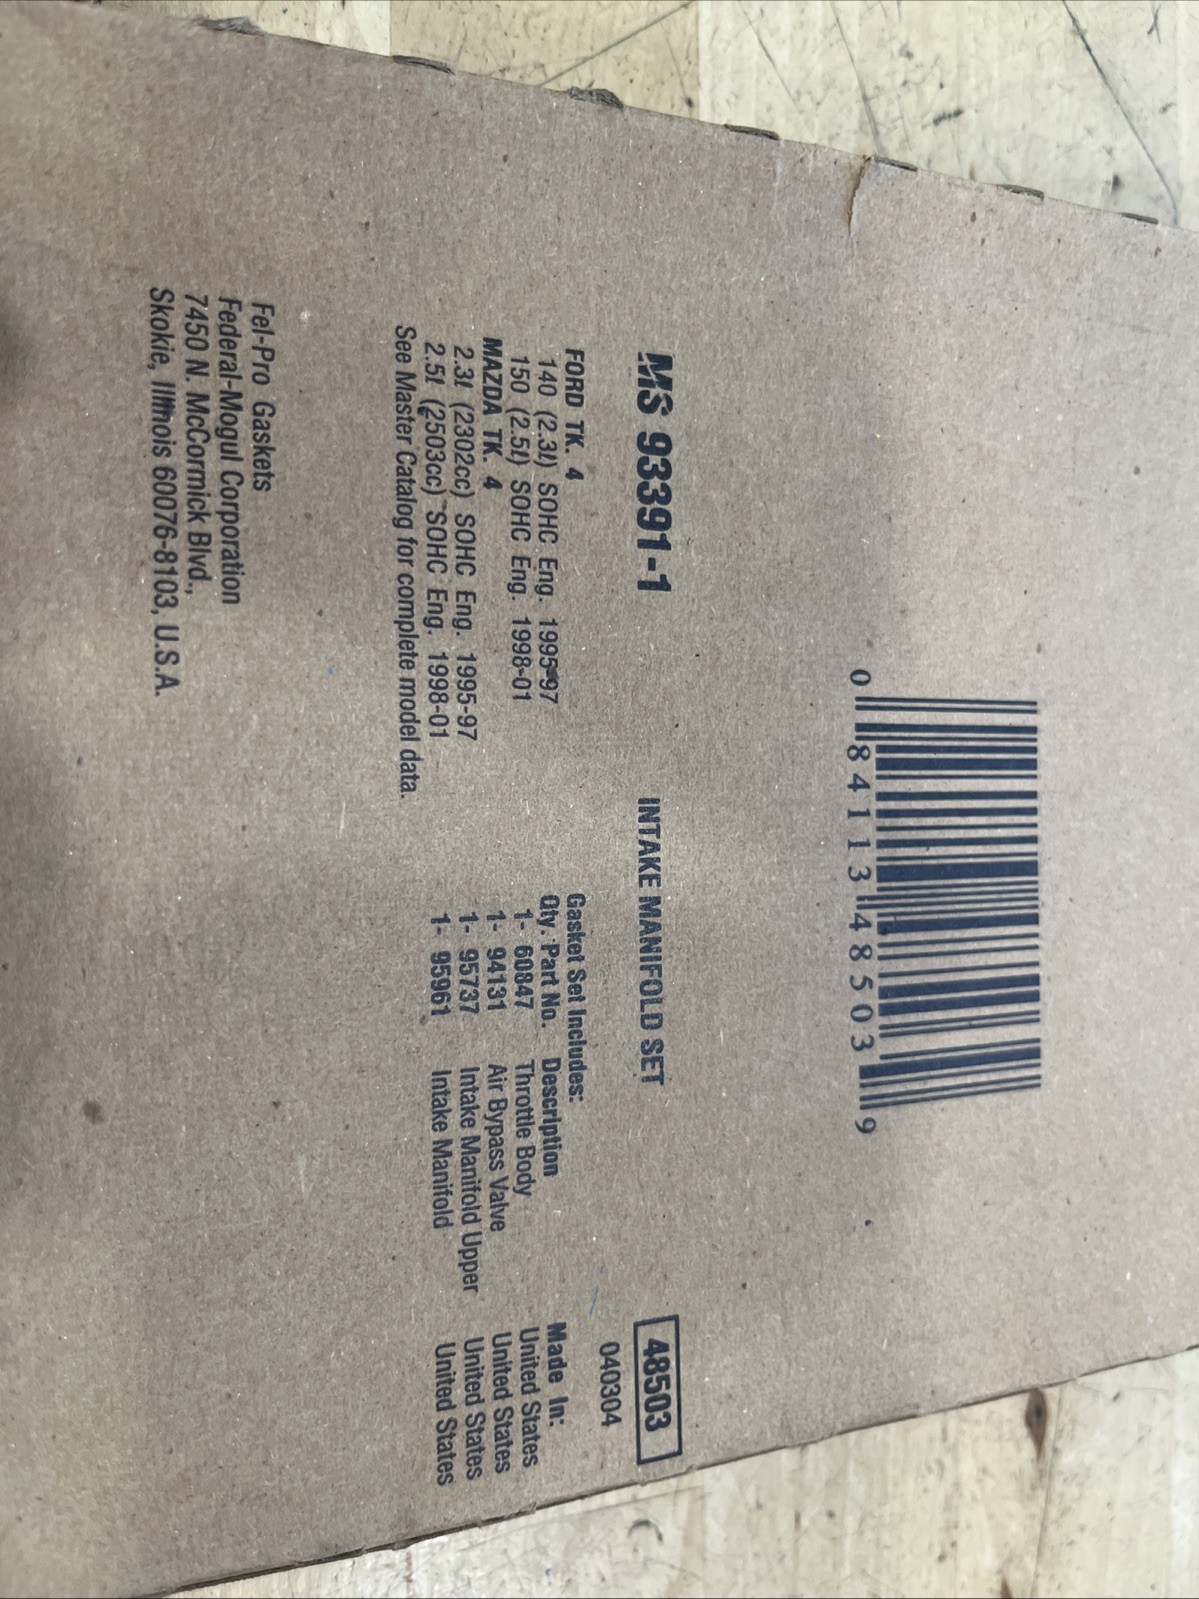 0 84113 48503 9
MS 93391-1 INTAKE MANIFOLD SET 48503
040304
FORD TK. 4
140 (2.3ℓ) SOHC Eng. 1995-97
150 (2.5ℓ) SOHC Eng. 1998-01
MAZDA TK. 4
2.3ℓ (2302cc) SOHC Eng. 1995-97
2.5ℓ (2503cc) SOHC Eng. 1998-01
See Master Catalog for complete model data.
Gasket Set Includes:
Qty. Part No. Description Made In:
1- 60847 Throttle Body United States
1- 94131 Air Bypass Valve United States
1- 95737 Intake Manifold Upper United States
1- 95961 Intake Manifold United States
Fel-Pro Gaskets
Federal-Mogul Corporation
7450 N. McCormick Blvd.,
Skokie, Illinois 60076-8103, U.S.A.